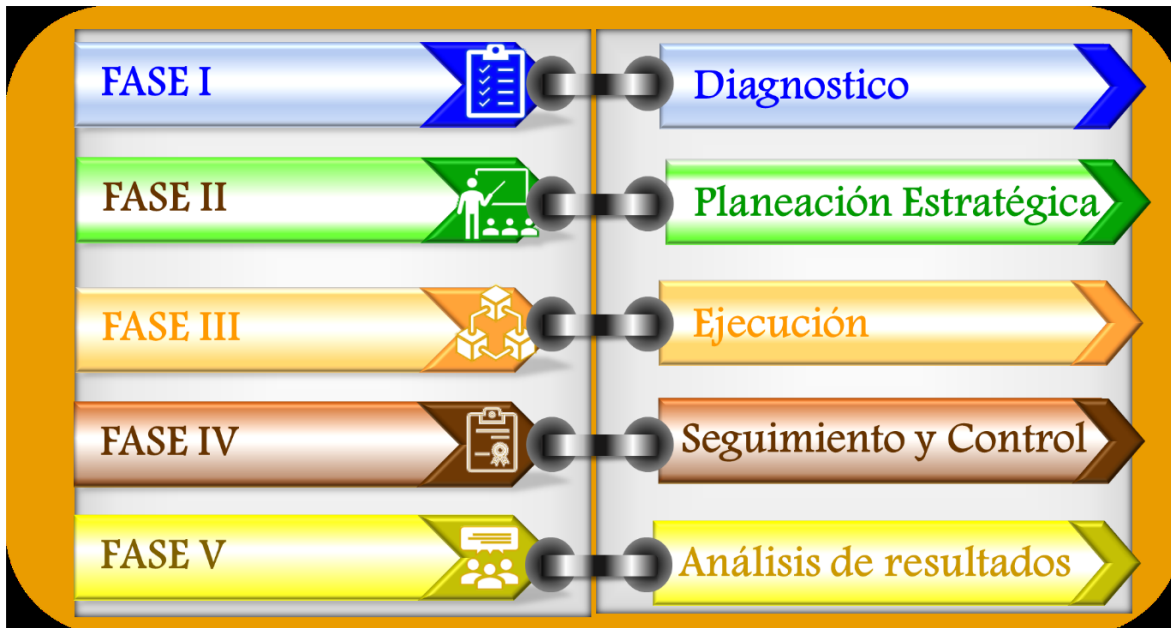 FASE I
Diagnostico
FASE II
Planeación Estratégica
FASE III
Ejecución
FASE IV
Seguimiento y Control
FASE V
Análisis de resultados